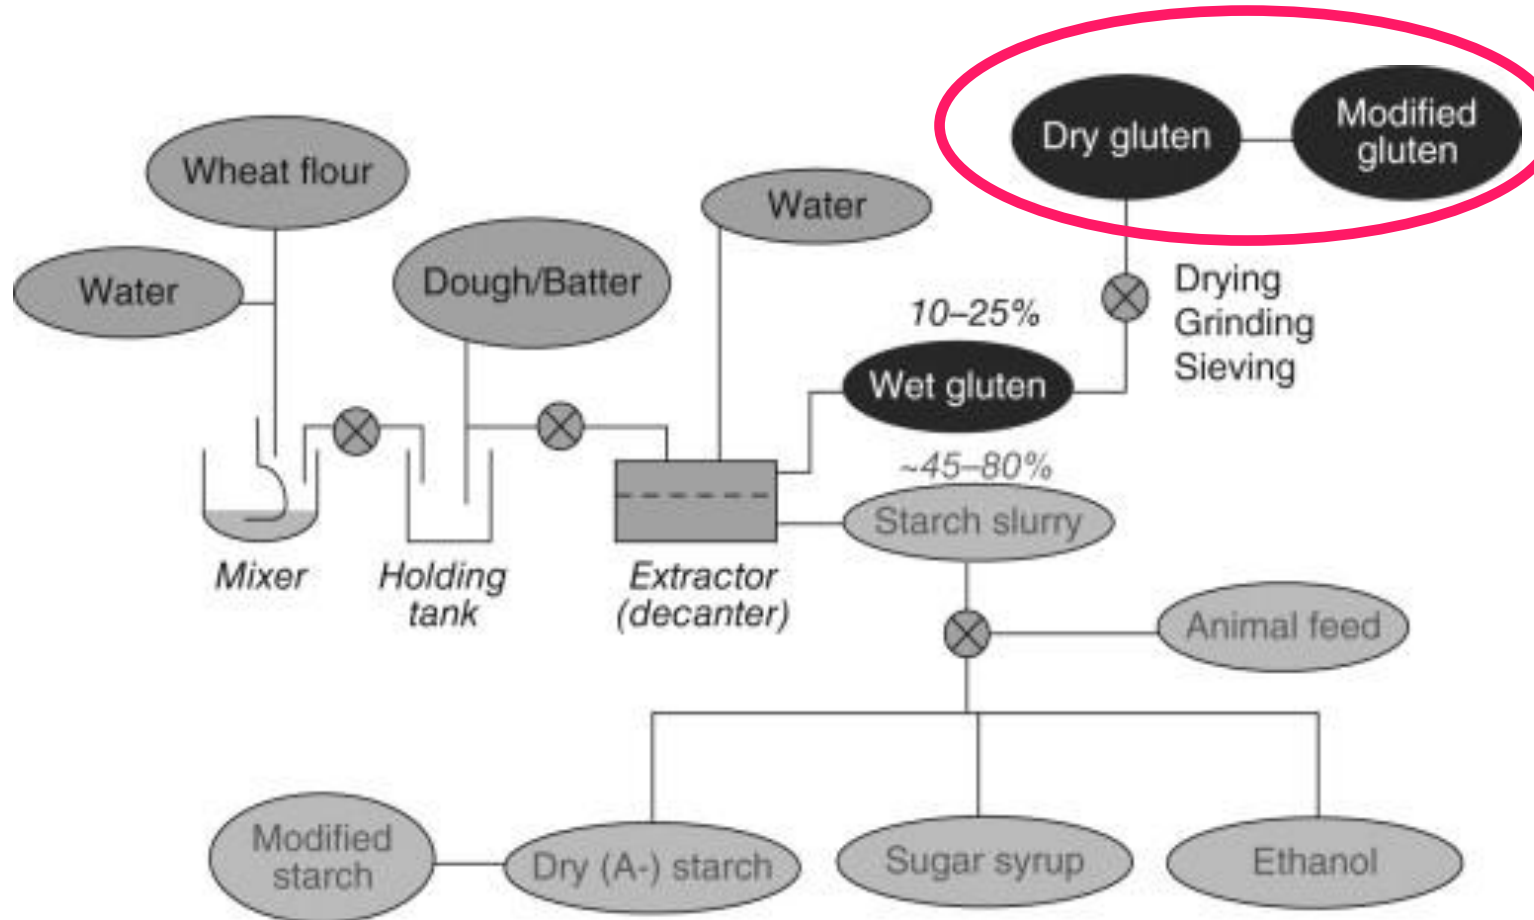 Dry gluten
Modified
gluten
Wheat flour
Water
Water
Dough/Batter
Drying
Grinding
Sieving
10–25%
Wet gluten
~45–80%
Starch slurry
Mixer
Holding
tank
Extractor
(decanter)
Animal feed
Modified
starch
Dry (A-) starch
Sugar syrup
Ethanol